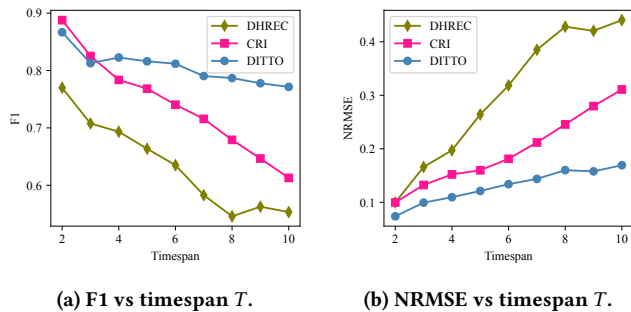 0.9
0.8
0.7
0.6
F1
DHREC
CRI
DITTO
2 4 6 8 10
Timespan
(a) F1 vs timespan T.
0.4
0.3
0.2
0.1
NRMSE
DHREC
CRI
DITTO
2 4 6 8 10
Timespan
(b) NRMSE vs timespan T.